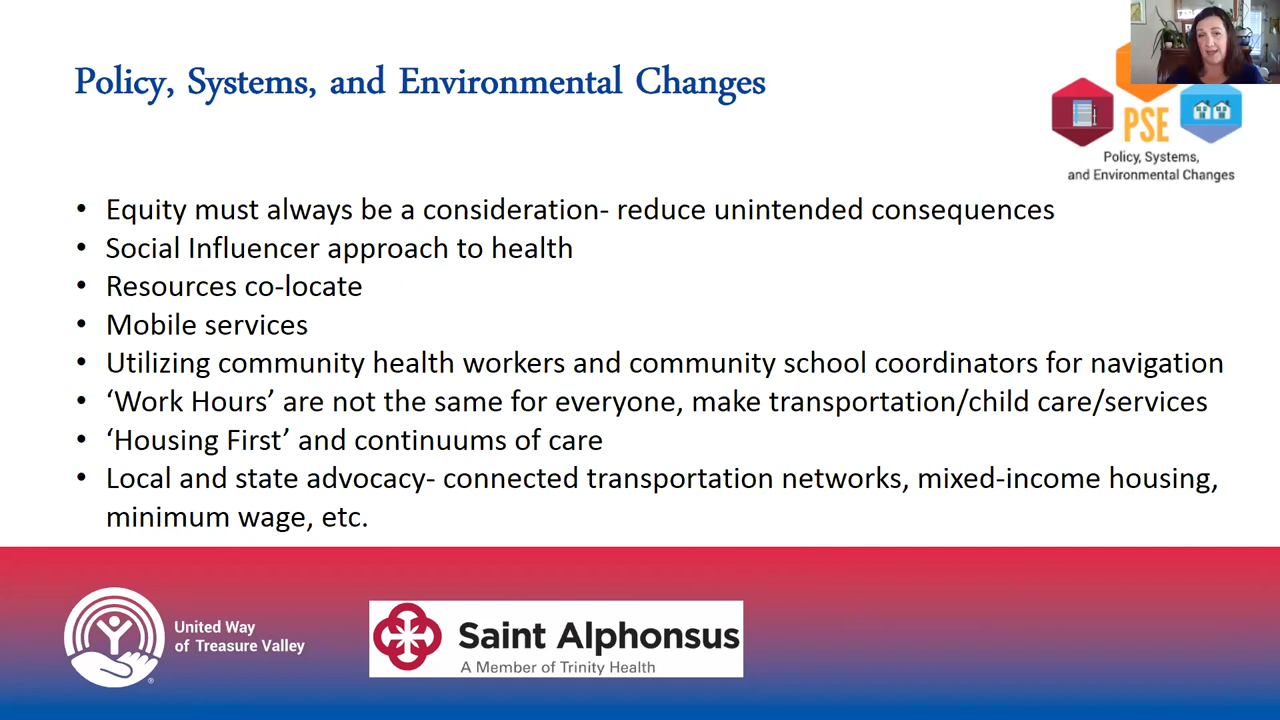 Policy, Systems, and Environmental Changes
PSE
Policy, Systems,
and Environmental Changes
• Equity must always be a consideration- reduce unintended consequences
• Social Influencer approach to health
• Resources co-locate
• Mobile services
• Utilizing community health workers and community school coordinators for navigation
• ‘Work Hours’ are not the same for everyone, make transportation/child care/services
• ‘Housing First’ and continuums of care
• Local and state advocacy- connected transportation networks, mixed-income housing,
minimum wage, etc.
United Way
of Treasure Valley
®
Saint Alphonsus
A Member of Trinity Health